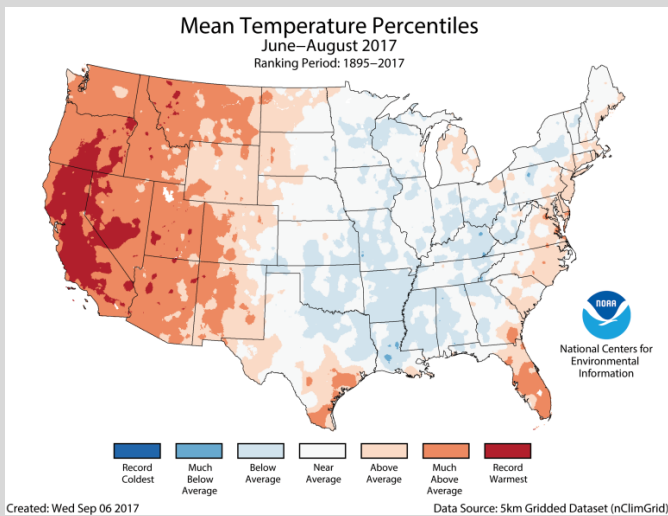 Mean Temperature Percentiles
June–August 2017
Ranking Period: 1895–2017
NOAA
National Centers for
Environmental
Information
Record
Coldest
Much
Below
Average
Below
Average
Near
Average
Above
Average
Much
Above
Average
Record
Warmest
Created: Wed Sep 06 2017
Data Source: 5km Gridded Dataset (nClimGrid)